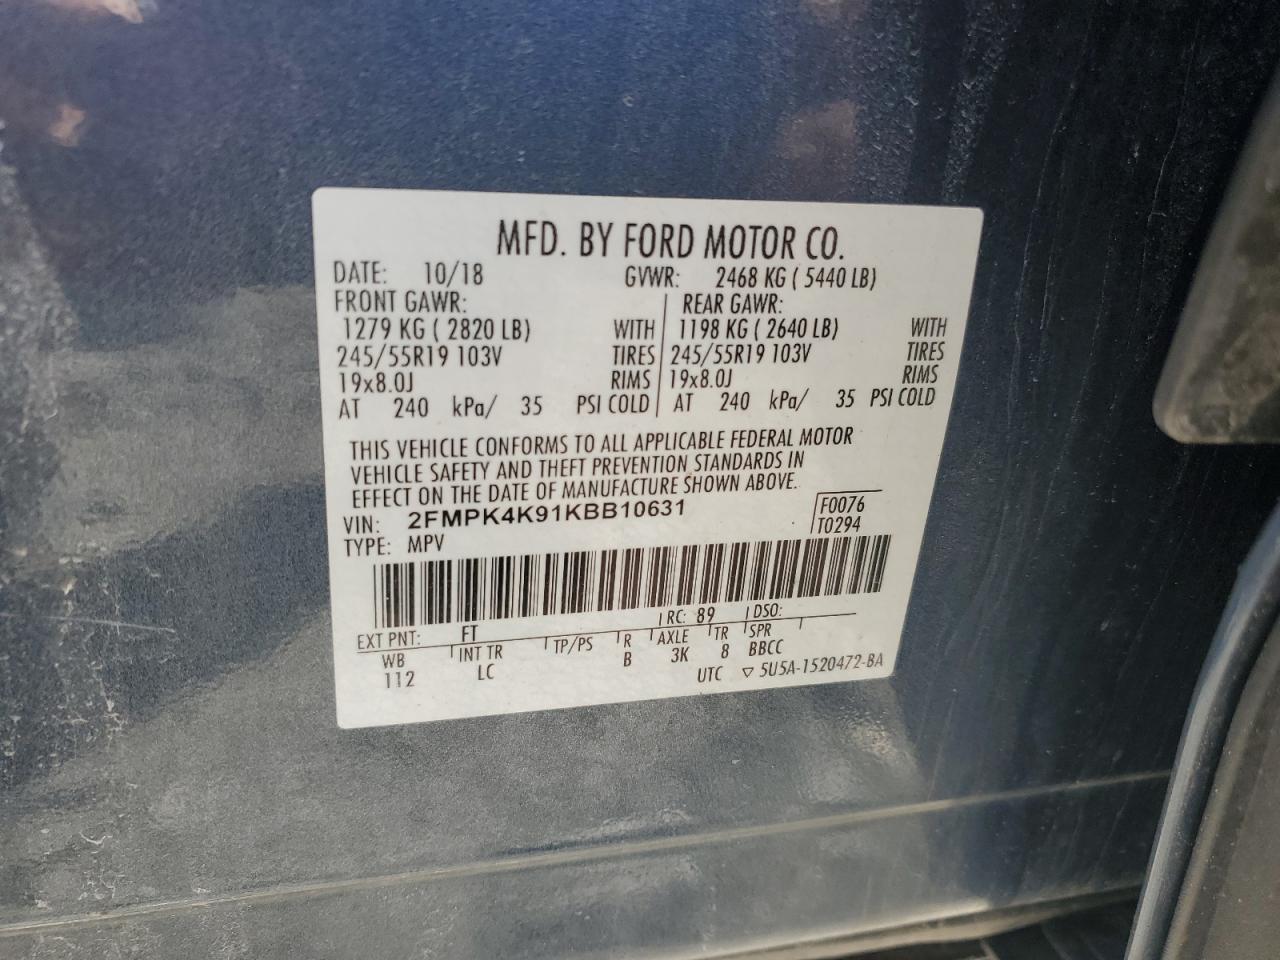 MFD. BY FORD MOTOR CO.
DATE: 10/18 GVWR: 2468 KG ( 5440 LB)
FRONT GAWR: REAR GAWR:
1279 KG ( 2820 LB) WITH 1198 KG ( 2640 LB) WITH
245/55R19 103V TIRES 245/55R19 103V TIRES
19x8.0J RIMS 19x8.0J RIMS
AT 240 kPa/ 35 PSI COLD AT 240 kPa/ 35 PSI COLD
THIS VEHICLE CONFORMS TO ALL APPLICABLE FEDERAL MOTOR
VEHICLE SAFETY AND THEFT PREVENTION STANDARDS IN
EFFECT ON THE DATE OF MANUFACTURE SHOWN ABOVE.
VIN: 2FMPK4K91KBB10631 F0076
TYPE: MPV T0294
EXT PNT: FT RC: 89 DSO:
WB INT TR TP/PS R AXLE TR SPR
112 LC B 3K 8 BBCC
UTC ▽ 5U5A-1520472-BA